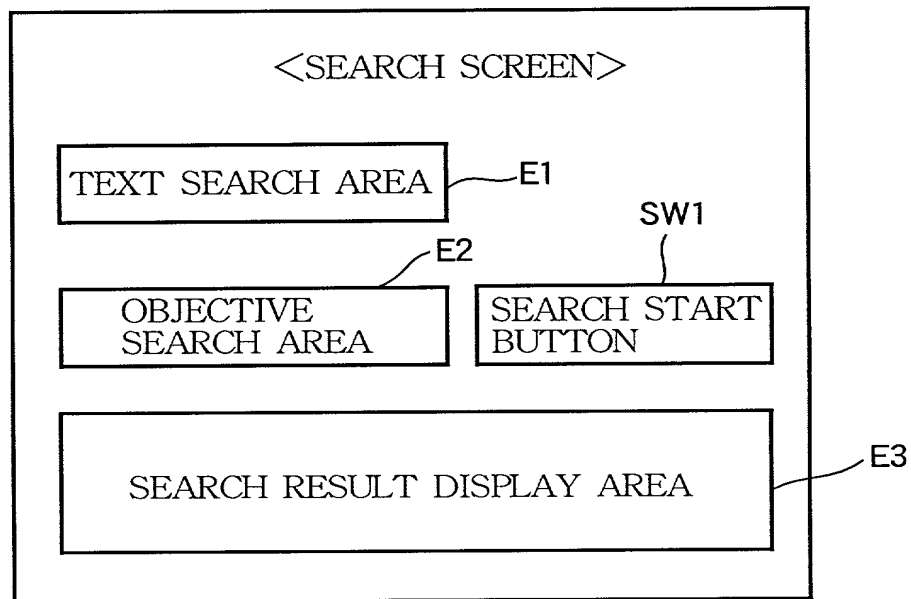 <SEARCH SCREEN>
TEXT SEARCH AREA
E1
SW1
E2
OBJECTIVE
SEARCH AREA
SEARCH START
BUTTON
SEARCH RESULT DISPLAY AREA
E3